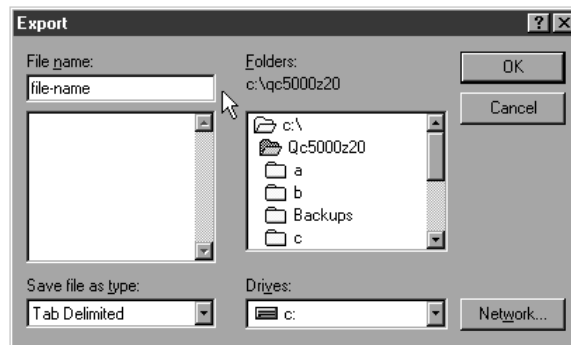 Export
File name:
file-name
Folders:
c:\qc5000z20
c:\
Qc5000z20
a
b
Backups
c
OK
Cancel
Save file as type:
Tab Delimited
Drives:
c:
Network...